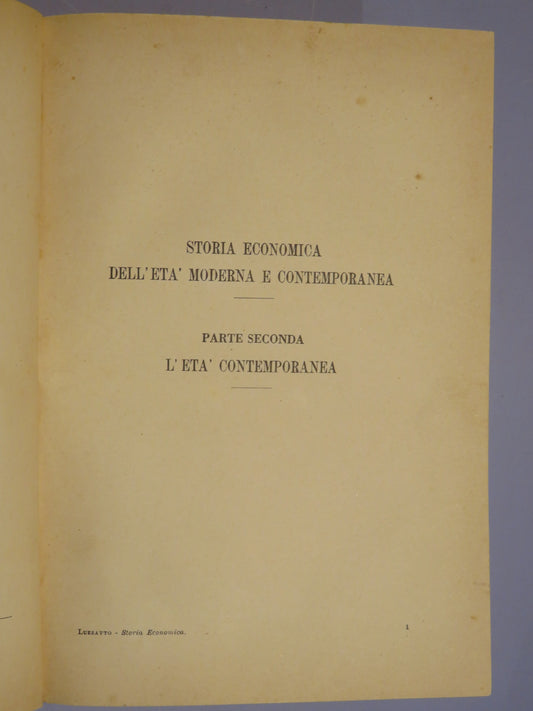 STORIA ECONOMICA
DELL'ETA' MODERNA E CONTEMPORANEA
PARTE SECONDA
L'ETA' CONTEMPORANEA
LUZZATTO - Storia Economica. 1